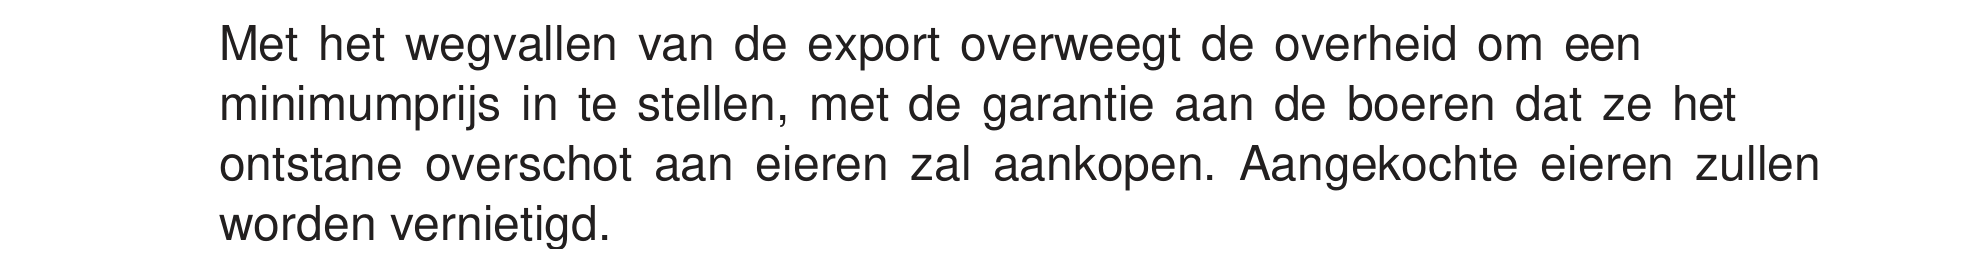 Met het wegvallen van de export overweegt de overheid om een
minimumprijs in te stellen, met de garantie aan de boeren dat ze het
ontstane overschot aan eieren zal aankopen. Aangekochte eieren zullen
worden vernietigd.